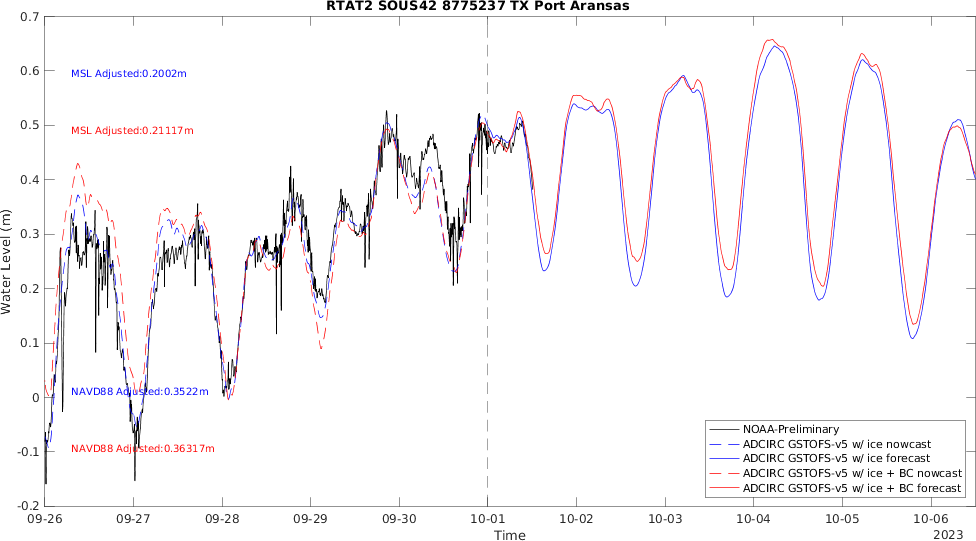 RTAT2 SOUS42 8775237 TX Port Aransas
0.7
0.6
0.5
0.4
0.3
0.2
0.1
0
-0.1
-0.2
Water Level (m)
MSL Adjusted:0.2002m
MSL Adjusted:0.21117m
NAVD88 Adjusted:0.3522m
NAVD88 Adjusted:0.36317m
NOAA-Preliminary
ADCIRC GSTOFS-v5 w/ ice nowcast
ADCIRC GSTOFS-v5 w/ ice forecast
ADCIRC GSTOFS-v5 w/ ice + BC nowcast
ADCIRC GSTOFS-v5 w/ ice + BC forecast
09-26 09-27 09-28 09-29 09-30 10-01 10-02 10-03 10-04 10-05 10-06
Time
2023